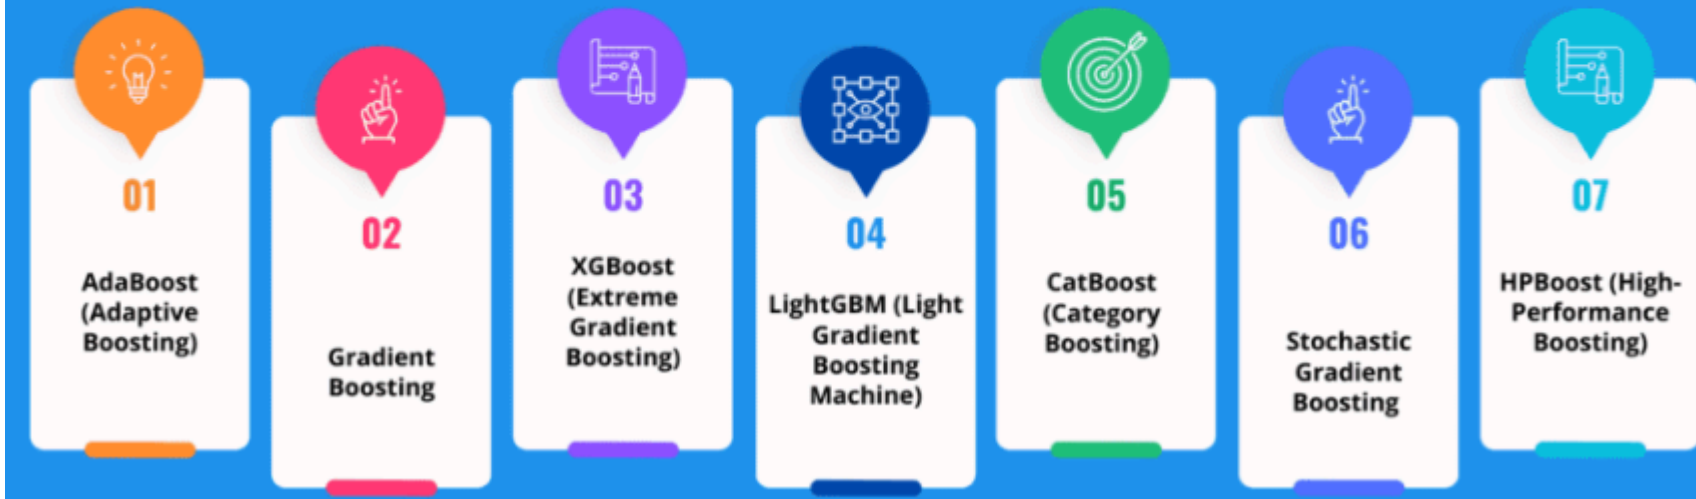 01
AdaBoost
(Adaptive
Boosting)
02
Gradient
Boosting
03
XGBoost
(Extreme
Gradient
Boosting)
04
LightGBM (Light
Gradient
Boosting
Machine)
05
CatBoost
(Category
Boosting)
06
Stochastic
Gradient
Boosting
07
HPBoost (High-
Performance
Boosting)